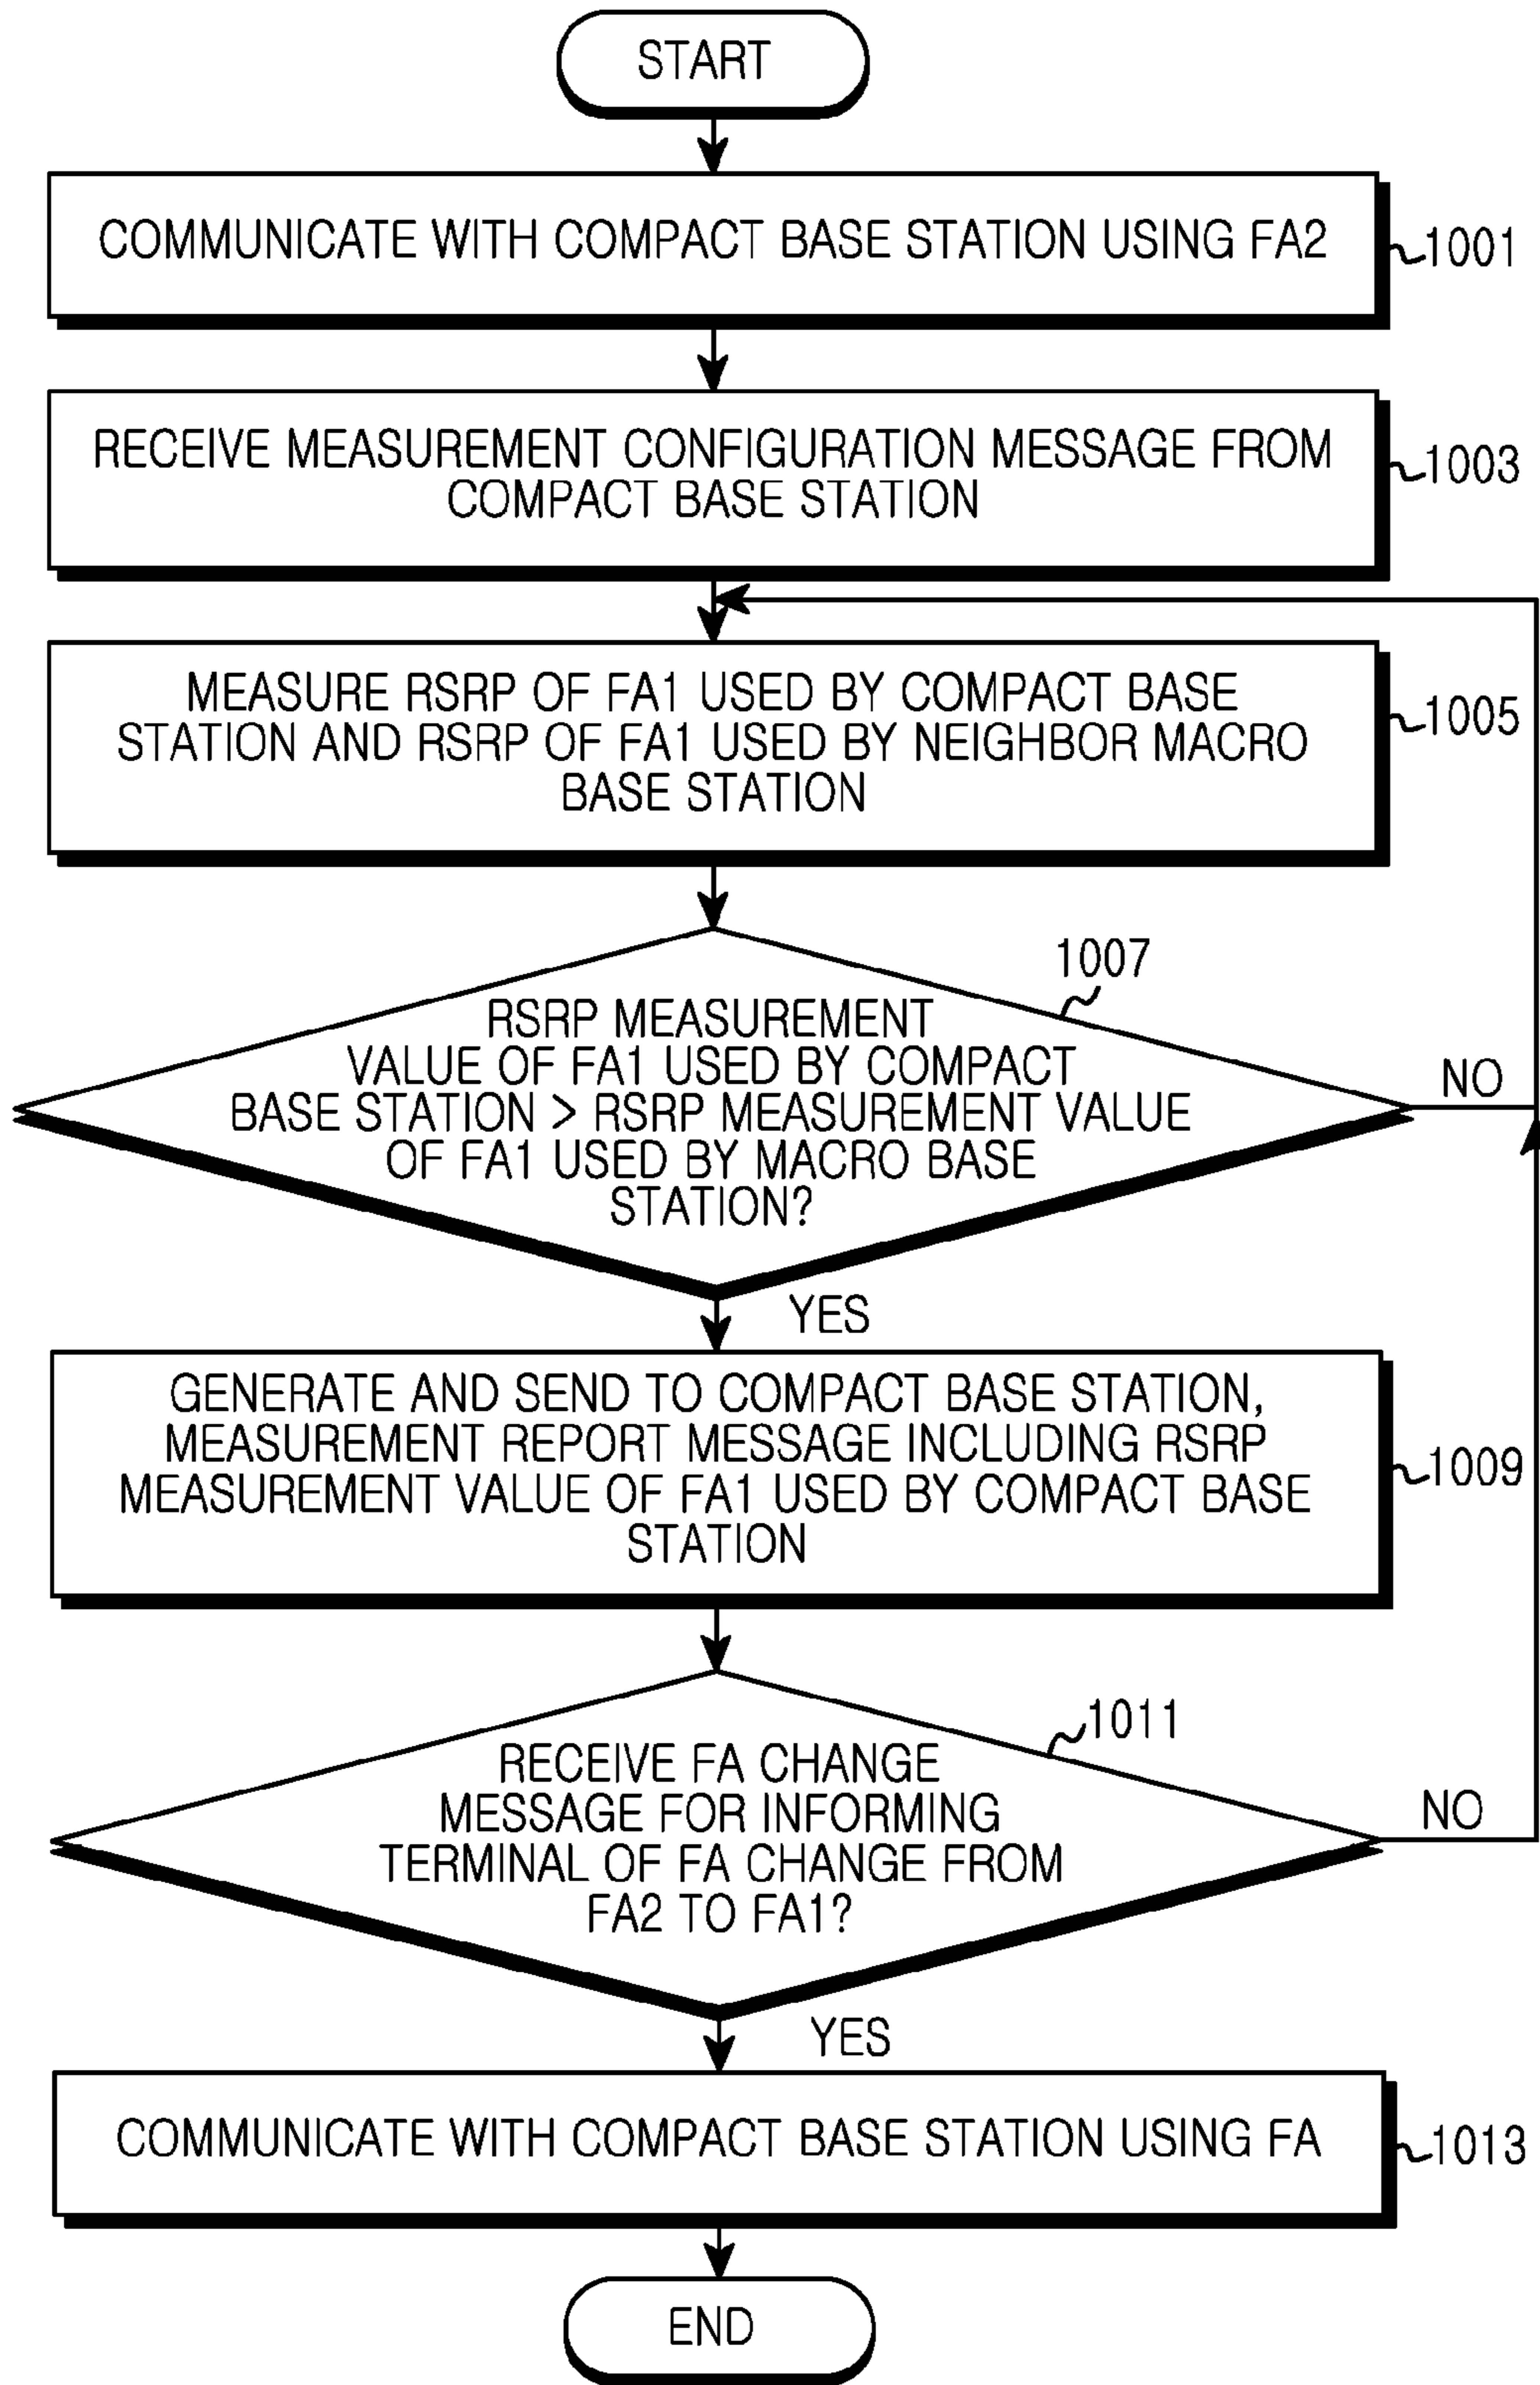 START
COMMUNICATE WITH COMPACT BASE STATION USING FA2
1001
RECEIVE MEASUREMENT CONFIGURATION MESSAGE FROM
COMPACT BASE STATION
1003
MEASURE RSRP OF FA1 USED BY COMPACT BASE
STATION AND RSRP OF FA1 USED BY NEIGHBOR MACRO
BASE STATION
1005
1007
RSRP MEASUREMENT
VALUE OF FA1 USED BY COMPACT
BASE STATION > RSRP MEASUREMENT VALUE
OF FA1 USED BY MACRO BASE
STATION?
NO
YES
GENERATE AND SEND TO COMPACT BASE STATION,
MEASUREMENT REPORT MESSAGE INCLUDING RSRP
MEASUREMENT VALUE OF FA1 USED BY COMPACT BASE
STATION
1009
1011
RECEIVE FA CHANGE
MESSAGE FOR INFORMING
TERMINAL OF FA CHANGE FROM
FA2 TO FA1?
NO
YES
COMMUNICATE WITH COMPACT BASE STATION USING FA
1013
END